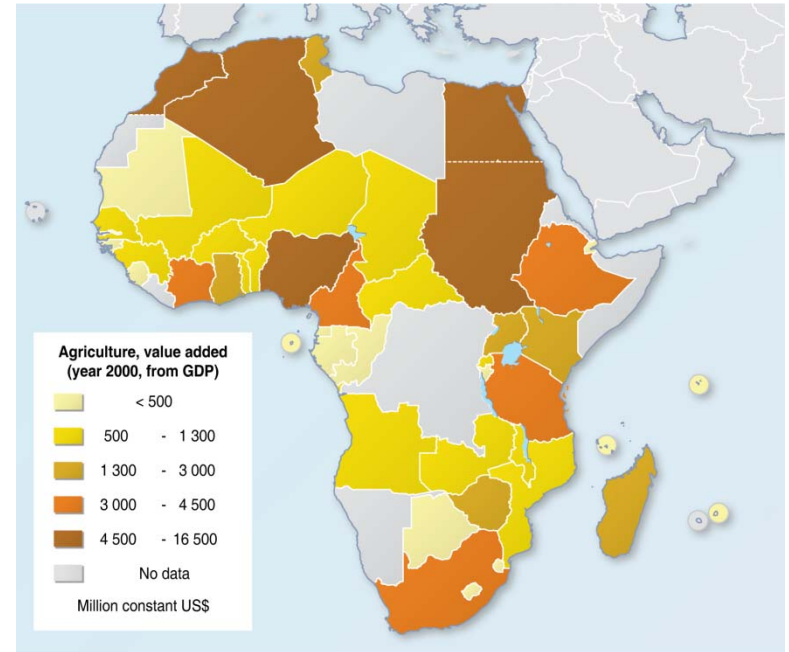 Agriculture, value added
(year 2000, from GDP)
< 500
500 - 1 300
1 300 - 3 000
3 000 - 4 500
4 500 - 16 500
No data
Million constant US$